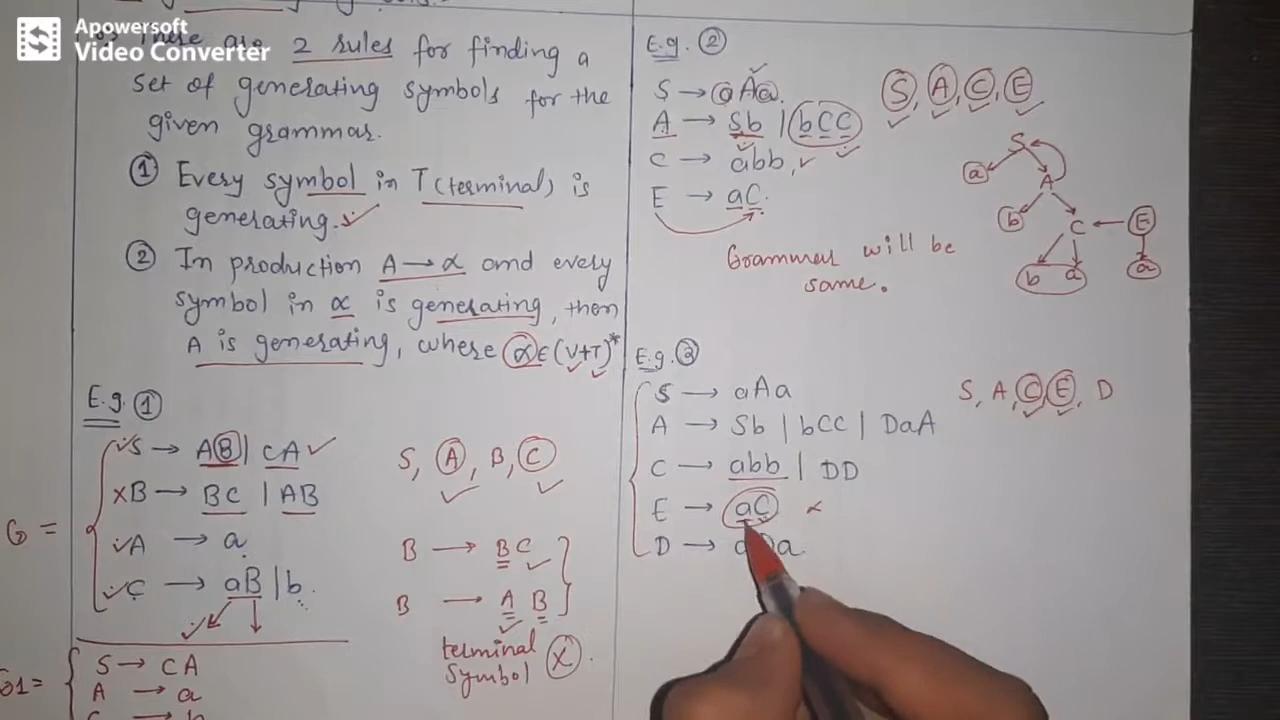 Apowersoft
Video Converter
there are 2 rules for finding a
set of generating symbols for the
given grammar.
① Every symbol in T (terminal) is
generating.
② In production A → α and every
symbol in α is generating, then
A is generating, where α ∈ (V+T)*
E.g. ①
G =
S → AB | CA
B → BC | AB
A → a
C → aB | b.
S, A, B, C
B → BC
B → A B
terminal
symbol X.
G1 =
S → CA
A → a
C → b
E.g. ②
S → aAa
A → Sb | bCC
C → abb,
E → aC.
S, A, C, E
S
a
A
b
C
E
b a
a
Grammar will be
same.
E.g. ③
S → aAa
A → Sb | bCC | DaA
C → abb | DD
E → aC
D → aDa.
S, A, C, E, D